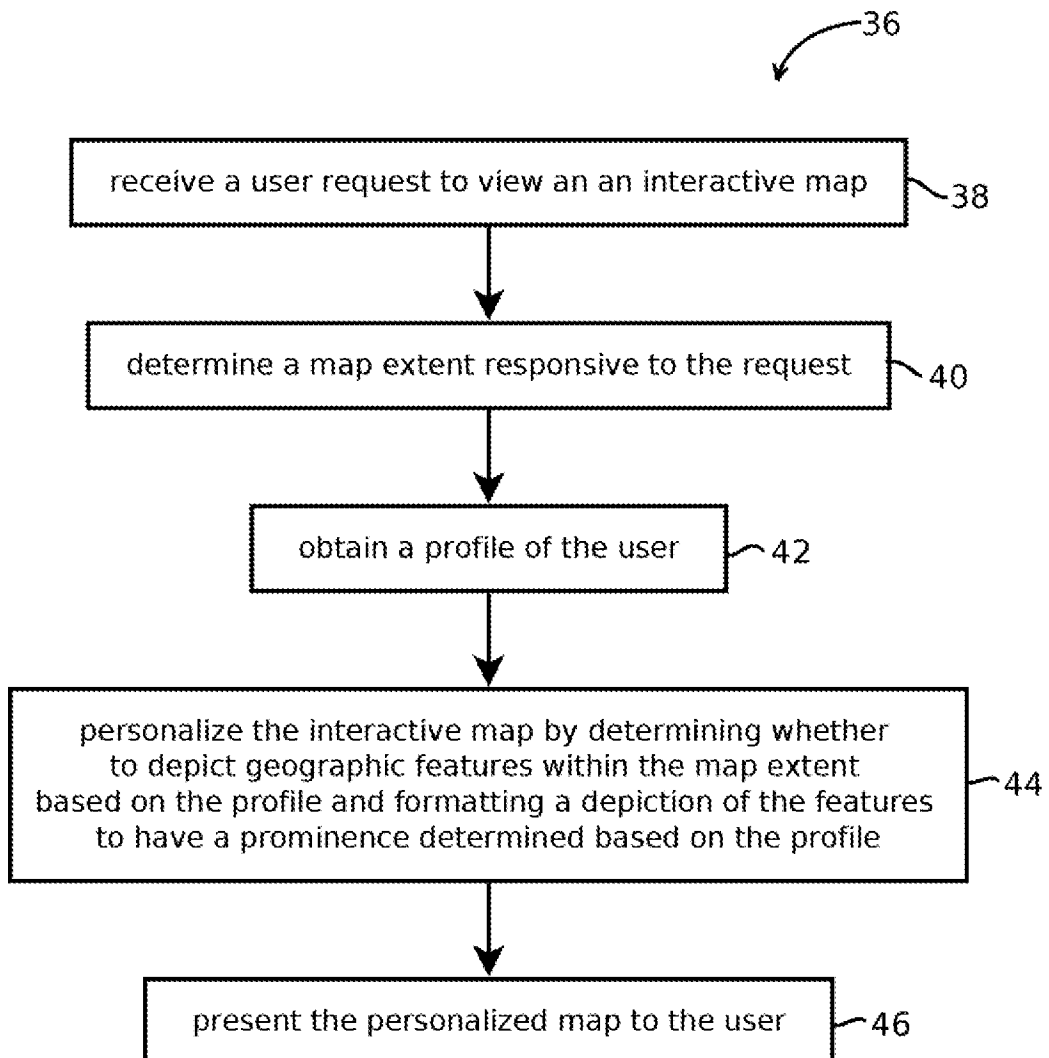 36
receive a user request to view an an interactive map
38
determine a map extent responsive to the request
40
obtain a profile of the user
42
personalize the interactive map by determining whether
to depict geographic features within the map extent
based on the profile and formatting a depiction of the features
to have a prominence determined based on the profile
44
present the personalized map to the user
46